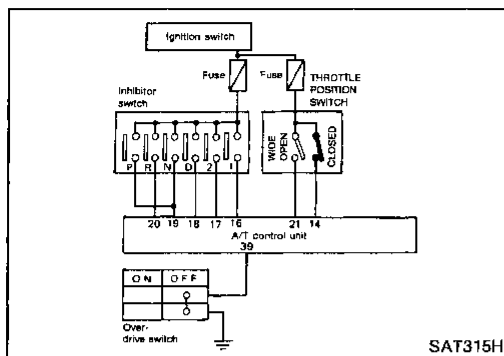 Ignition switch
Fuse Fuse THROTTLE
POSITION
SWITCH
Inhibitor
switch
WIDE
OPEN
CLOSED
P R N D 2 1
20 19 18 17 16 21 14
A/T control unit
39
ON OFF
Over-
drive switch
SAT315H